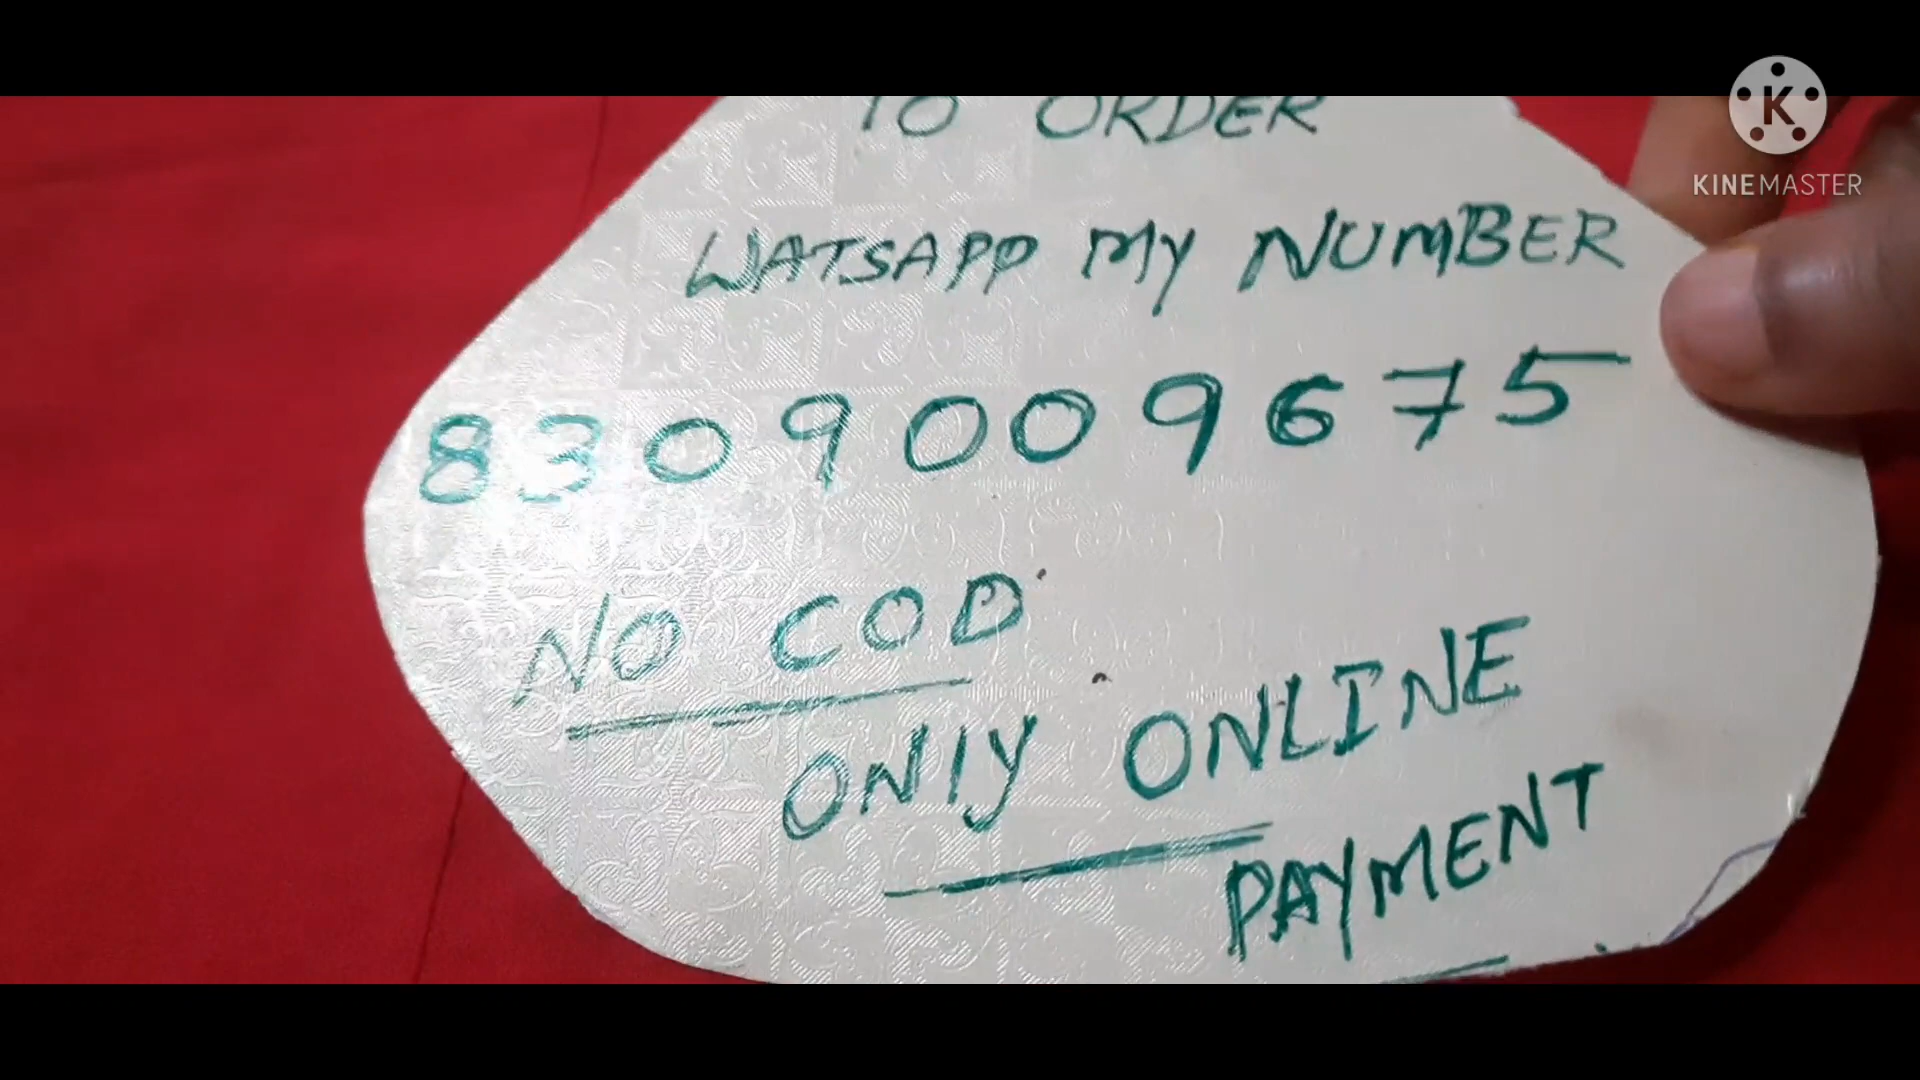 TO ORDER
WATSAPP MY NUMBER
8309009675
NO COD
ONLY ONLINE
PAYMENT
K
KINEMASTER